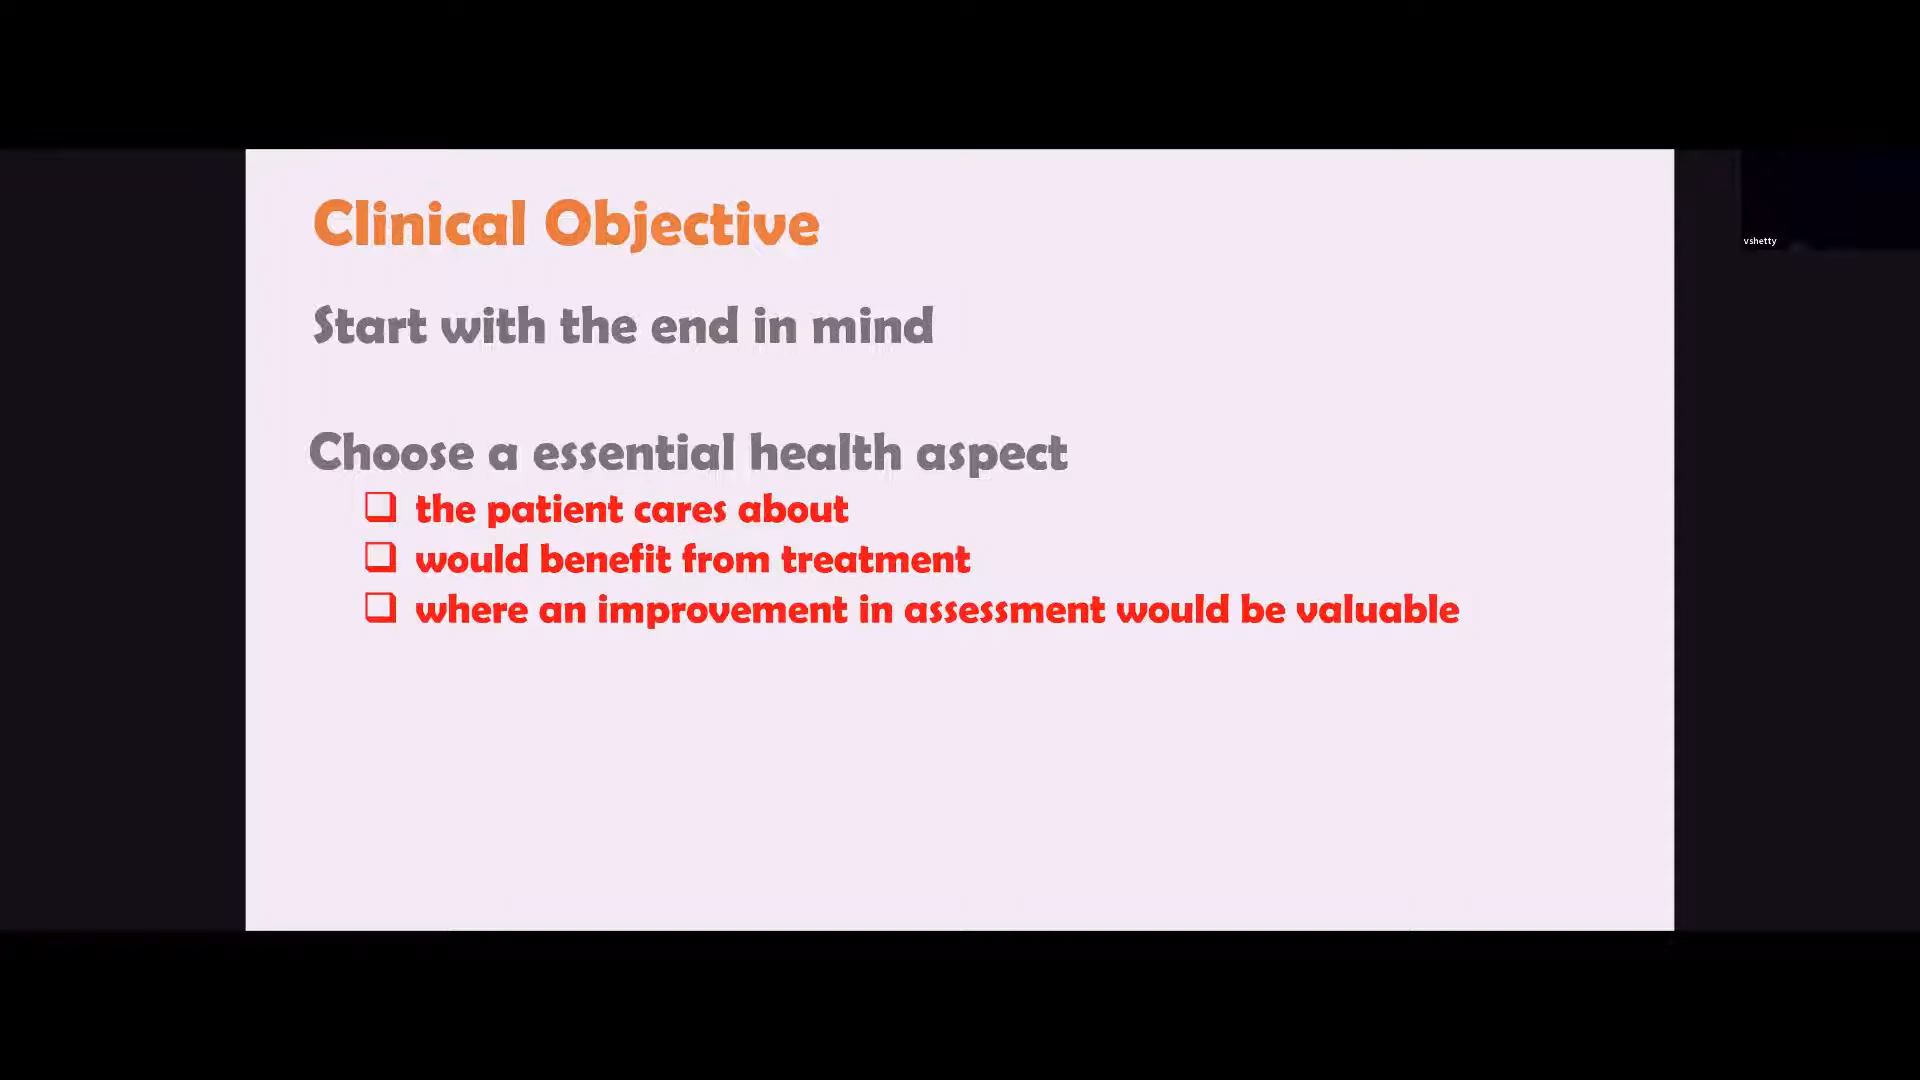 Clinical Objective
vshetty
Start with the end in mind
Choose a essential health aspect
❑ the patient cares about
❑ would benefit from treatment
❑ where an improvement in assessment would be valuable